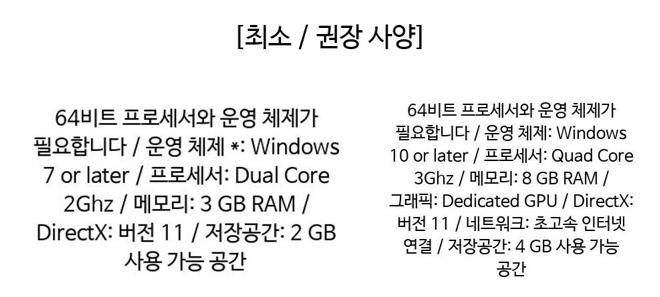 [최소 / 권장 사양]
64비트 프로세서와 운영 체제가
필요합니다 / 운영 체제 *: Windows
7 or later / 프로세서: Dual Core
2Ghz / 메모리: 3 GB RAM /
DirectX: 버전 11 / 저장공간: 2 GB
사용 가능 공간
64비트 프로세서와 운영 체제가
필요합니다 / 운영 체제: Windows
10 or later / 프로세서: Quad Core
3Ghz / 메모리: 8 GB RAM /
그래픽: Dedicated GPU / DirectX:
버전 11 / 네트워크: 초고속 인터넷
연결 / 저장공간: 4 GB 사용 가능
공간